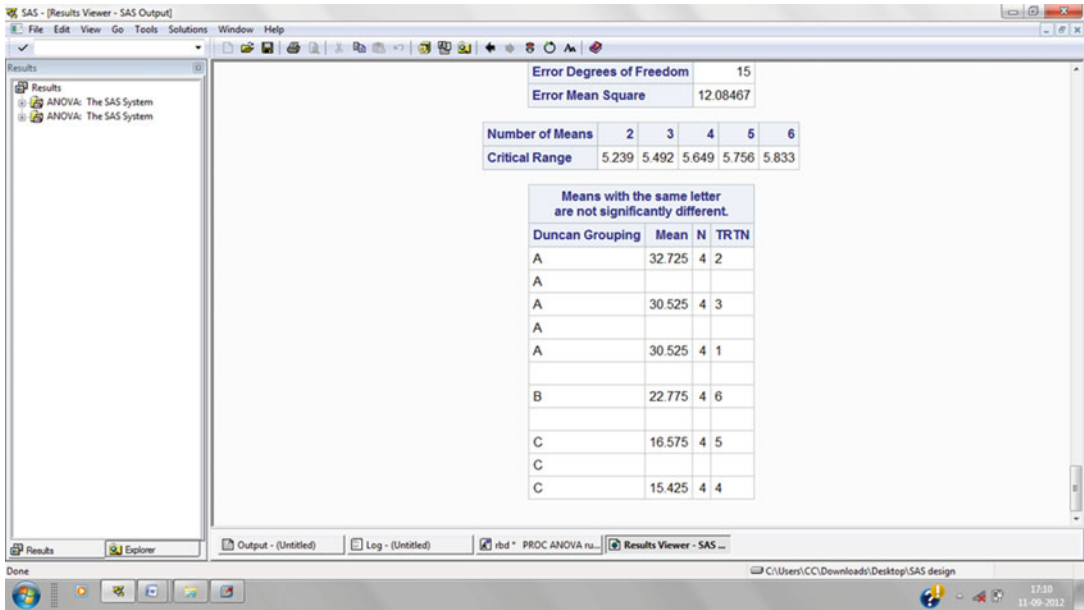 SAS - [Results Viewer - SAS Output]
File Edit View Go Tools Solutions Window Help
Results
Results
ANOVA: The SAS System
ANOVA: The SAS System
Error Degrees of Freedom 15
Error Mean Square 12.08467
Number of Means 2 3 4 5 6
Critical Range 5.239 5.492 5.649 5.756 5.833
Means with the same letter
are not significantly different.
Duncan Grouping Mean N TRTN
A 32.725 4 2
A
A 30.525 4 3
A
A 30.525 4 1
B 22.775 4 6
C 16.575 4 5
C
C 15.425 4 4
Results Explorer
Output - (Untitled) Log - (Untitled) rbd * PROC ANOVA ru... Results Viewer - SAS ...
Done C:\Users\CC\Downloads\Desktop\SAS design
17:10
11-09-2012